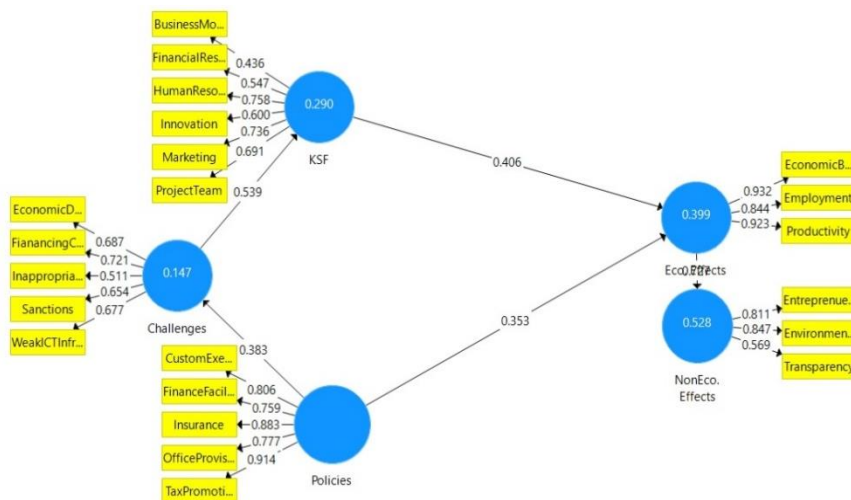 BusinessMo...
FinancialRes...
HumanReso...
Innovation
Marketing
ProjectTeam
0.436
0.547
0.758
0.600
0.736
0.691
0.290
KSF
0.539
0.406
EconomicD...
FianancingC...
Inappropria...
Sanctions
WeakICTInfr...
0.687
0.721
0.511
0.654
0.677
0.147
Challenges
0.383
0.353
CustomExe...
FinanceFacil...
Insurance
OfficeProvis...
TaxPromoti...
0.806
0.759
0.883
0.777
0.914
Policies
0.399
Eco. Effects
0.727
0.932
0.844
0.923
EconomicB...
Employment
Productivity
0.528
NonEco.
Effects
0.811
0.847
0.569
Entreprenue...
Environmen...
Transparency